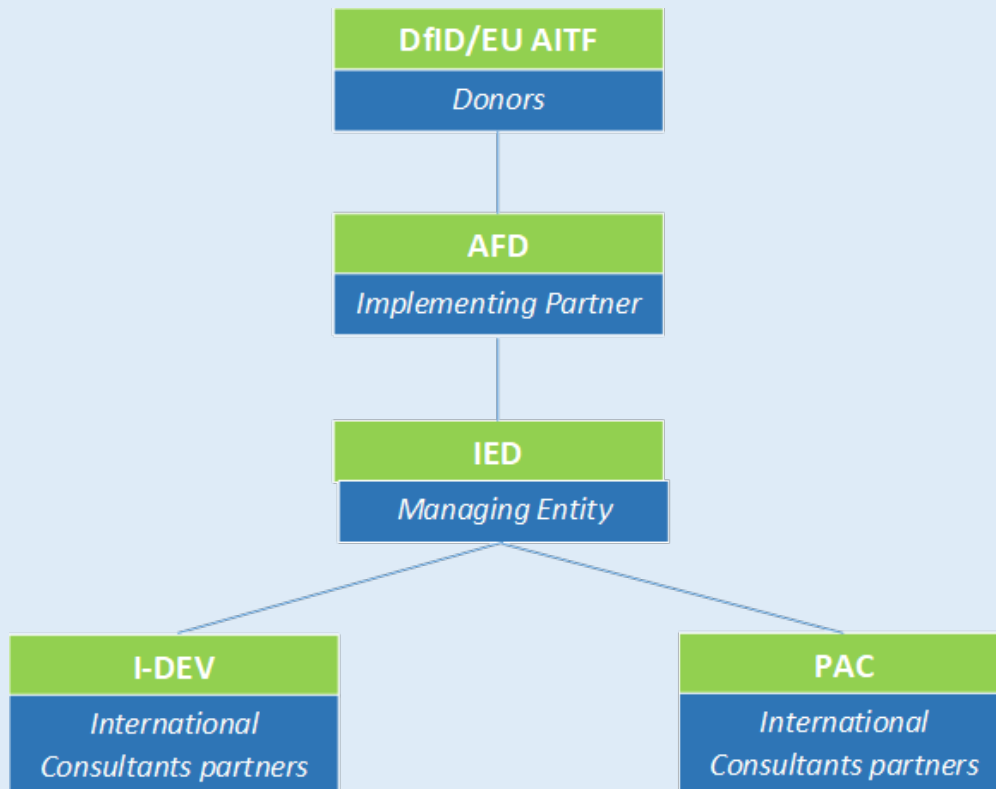 DfID/EU AITF
Donors
AFD
Implementing Partner
IED
Managing Entity
I-DEV
International
Consultants partners
PAC
International
Consultants partners